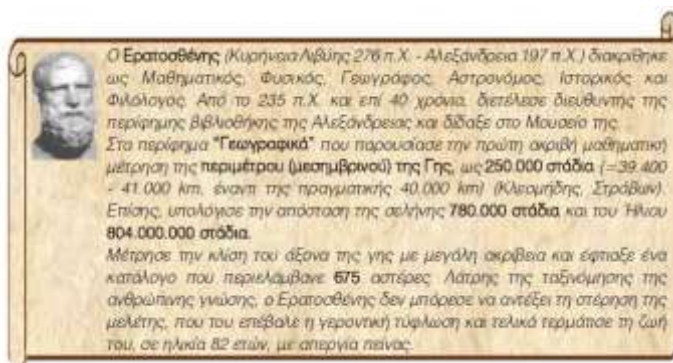 Ο Ερατοσθένης (Κυρήνεια Λιβύης 276 π.Χ. - Αλεξάνδρεια 197 π.Χ.) διακρίθηκε
ως Μαθηματικός, Φυσικός, Γεωγράφος, Αστρονόμος, Ιστορικός και
Φιλόλογος. Από το 235 π.Χ. και επί 40 χρόνια, διετέλεσε διευθυντής της
περίφημης βιβλιοθήκης της Αλεξάνδρειας και δίδαξε στο Μουσείο της.
Στα περίφημα "Γεωγραφικά" που παρουσίασε την πρώτη ακριβή μαθηματική
μέτρηση της περιμέτρου (μεσημβρινού) της Γης, ως 250.000 στάδια (=39.400
- 41.000 km, έναντι της πραγματικής 40.000 km) (Κλεομήδης, Στράβων).
Επίσης, υπολόγισε την απόσταση της σελήνης 780.000 στάδια και του Ήλιου
804.000.000 στάδια.
Μέτρησε την κλίση του άξονα της γης με μεγάλη ακρίβεια και έφτιαξε ένα
κατάλογο που περιελάμβανε 675 αστέρες. Λάτρης της ταξινόμησης της
ανθρώπινης γνώσης, ο Ερατοσθένης δεν μπόρεσε να αντέξει τη στέρηση της
μελέτης, που του επέβαλε η γεροντική τύφλωση και τελικά τερμάτισε τη ζωή
του, σε ηλικία 82 ετών, με απεργία πείνας.